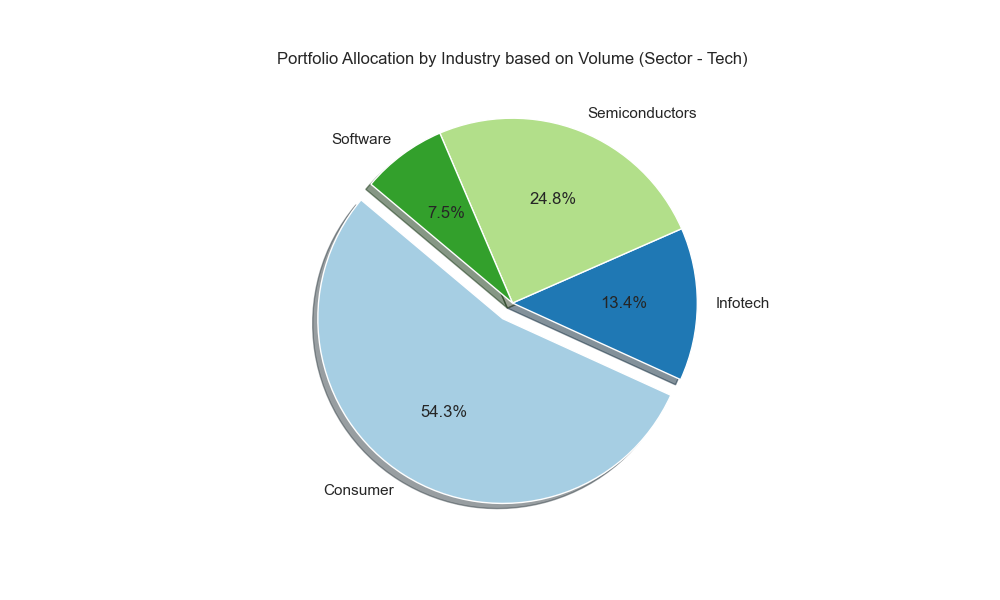 Portfolio Allocation by Industry based on Volume (Sector - Tech)
Semiconductors
Software
24.8%
7.5%
13.4%
Infotech
54.3%
Consumer